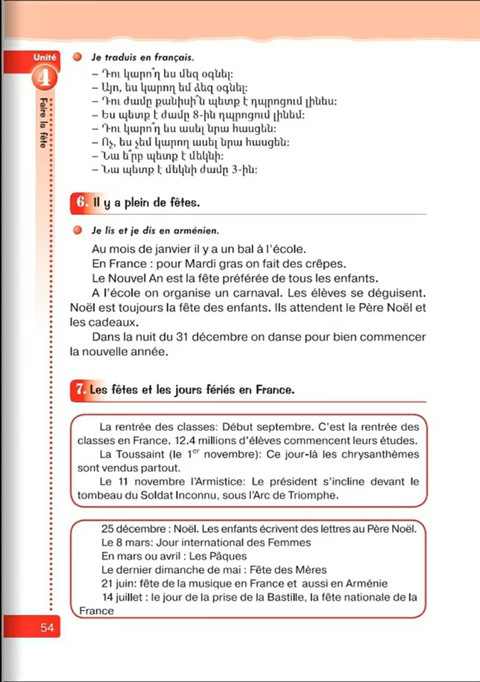 Unité
4
Faire la fête
Je traduis en français.
– Դու կարո՞ղ ես մեզ օգնել:
– Այո, ես կարող եմ ձեզ օգնել:
– Դու ժամը քանիսի՞ն պետք է դպրոցում լինես:
– Ես պետք է ժամը 8-ին դպրոցում լինեմ:
– Դու կարո՞ղ ես ասել նրա հասցեն:
– Ոչ, ես չեմ կարող ասել նրա հասցեն:
– Նա ե՞րբ պետք է մեկնի:
– Նա պետք է մեկնի ժամը 3-ին:
6. Il y a plein de fêtes.
Je lis et je dis en arménien.
Au mois de janvier il y a un bal à l'école.
En France : pour Mardi gras on fait des crêpes.
Le Nouvel An est la fête préférée de tous les enfants.
A l'école on organise un carnaval. Les élèves se déguisent.
Noël est toujours la fête des enfants. Ils attendent le Père Noël et
les cadeaux.
Dans la nuit du 31 décembre on danse pour bien commencer
la nouvelle année.
7. Les fêtes et les jours fériés en France.
La rentrée des classes: Début septembre. C'est la rentrée des
classes en France. 12.4 millions d'élèves commencent leurs études.
La Toussaint (le 1er novembre): Ce jour-là les chrysanthèmes
sont vendus partout.
Le 11 novembre l'Armistice: Le président s'incline devant le
tombeau du Soldat Inconnu, sous l'Arc de Triomphe.
25 décembre : Noël. Les enfants écrivent des lettres au Père Noël.
Le 8 mars: Jour international des Femmes
En mars ou avril : Les Pâques
Le dernier dimanche de mai : Fête des Mères
21 juin: fête de la musique en France et aussi en Arménie
14 juillet : le jour de la prise de la Bastille, la fête nationale de la
France
54